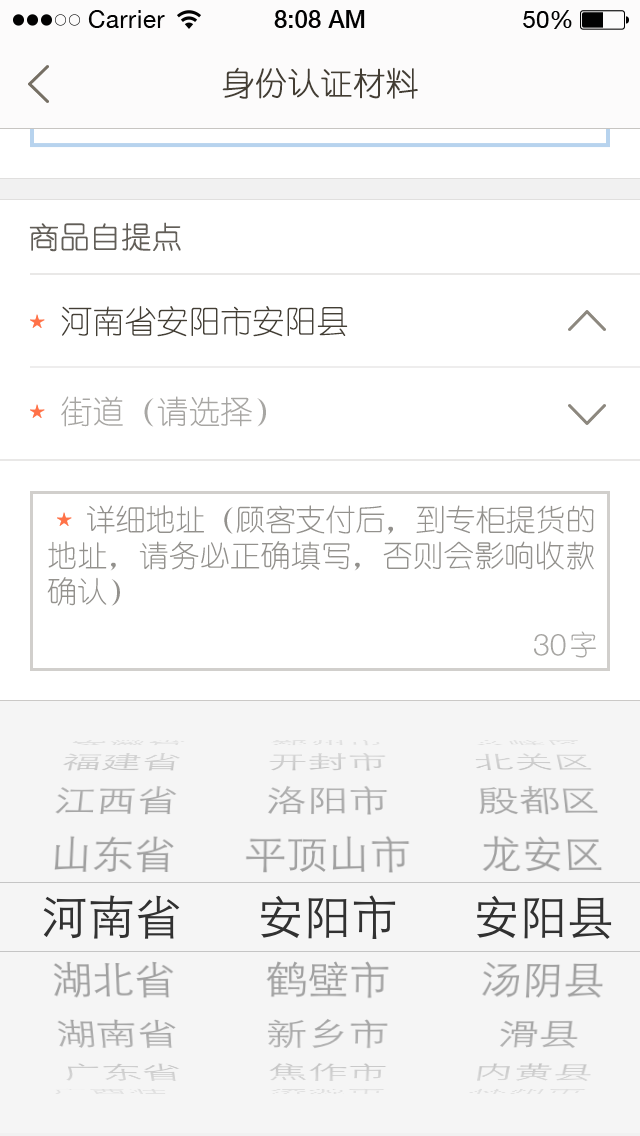 Carrier 8:08 AM 50%
身份认证材料
商品自提点
★ 河南省安阳市安阳县
★ 街道（请选择）
★ 详细地址（顾客支付后，到专柜提货的
地址，请务必正确填写，否则会影响收款
确认）
30字
福建省 开封市 北关区
江西省 洛阳市 殷都区
山东省 平顶山市 龙安区
河南省 安阳市 安阳县
湖北省 鹤壁市 汤阴县
湖南省 新乡市 滑县
广东省 焦作市 内黄县